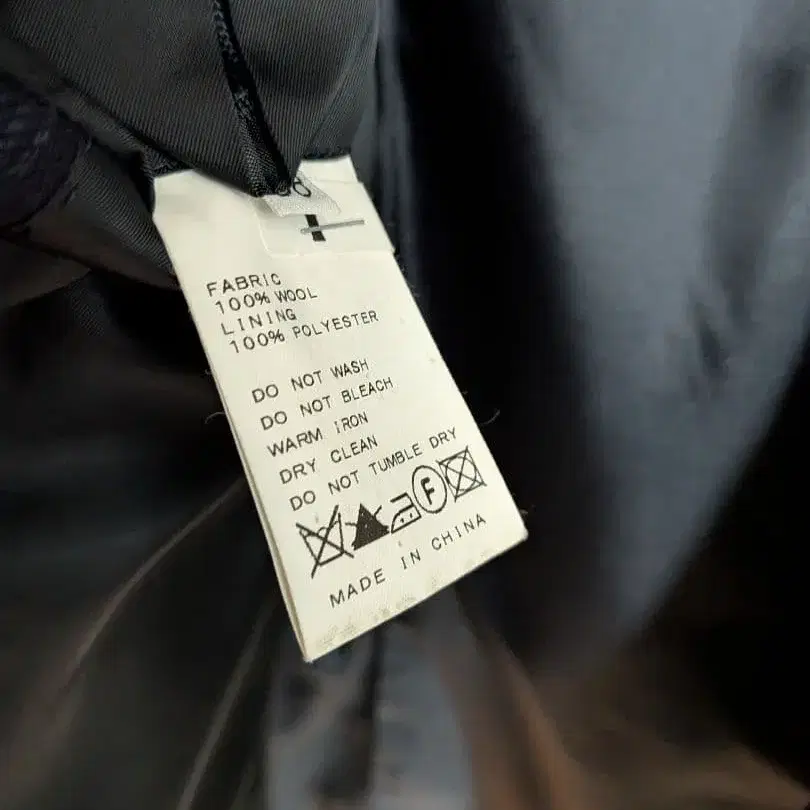 FABRIC
100% WOOL
LINING
100% POLYESTER
DO NOT WASH
DO NOT BLEACH
WARM IRON
DRY CLEAN
DO NOT TUMBLE DRY
F
MADE IN CHINA